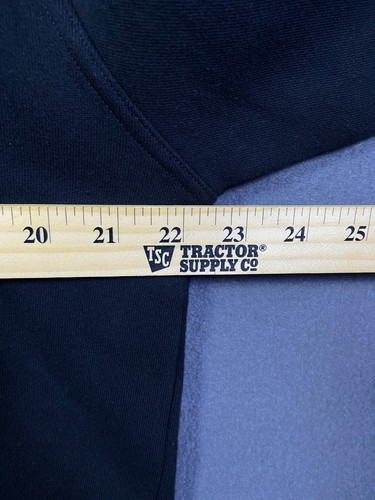 20 21 22 23 24 25
TSC TRACTOR®
SUPPLY CO